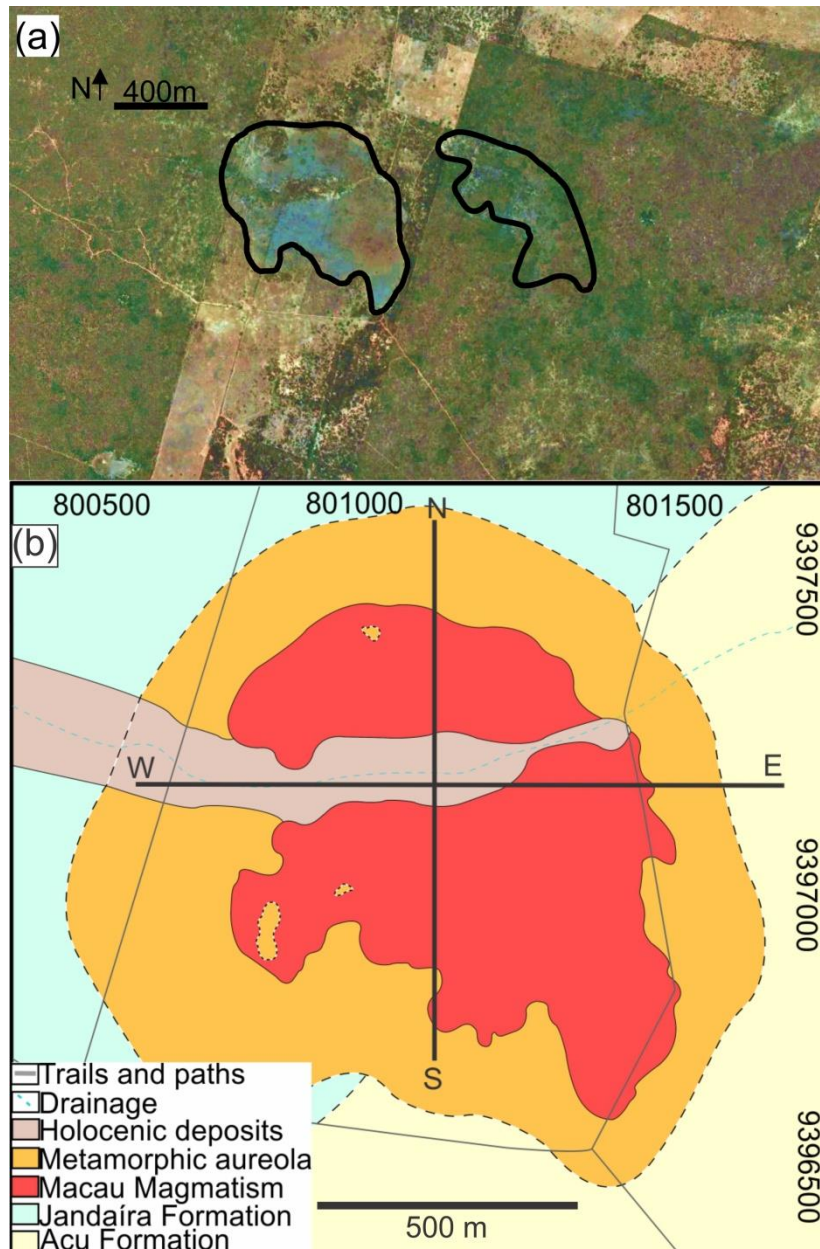 (a)
N
400m
800500 801000 801500
N
(b)
9397500
W E
9397000
S
Trails and paths
Drainage
Holocenic deposits
Metamorphic aureola
Macau Magmatism
Jandaíra Formation
Açu Formation
9396500
500 m